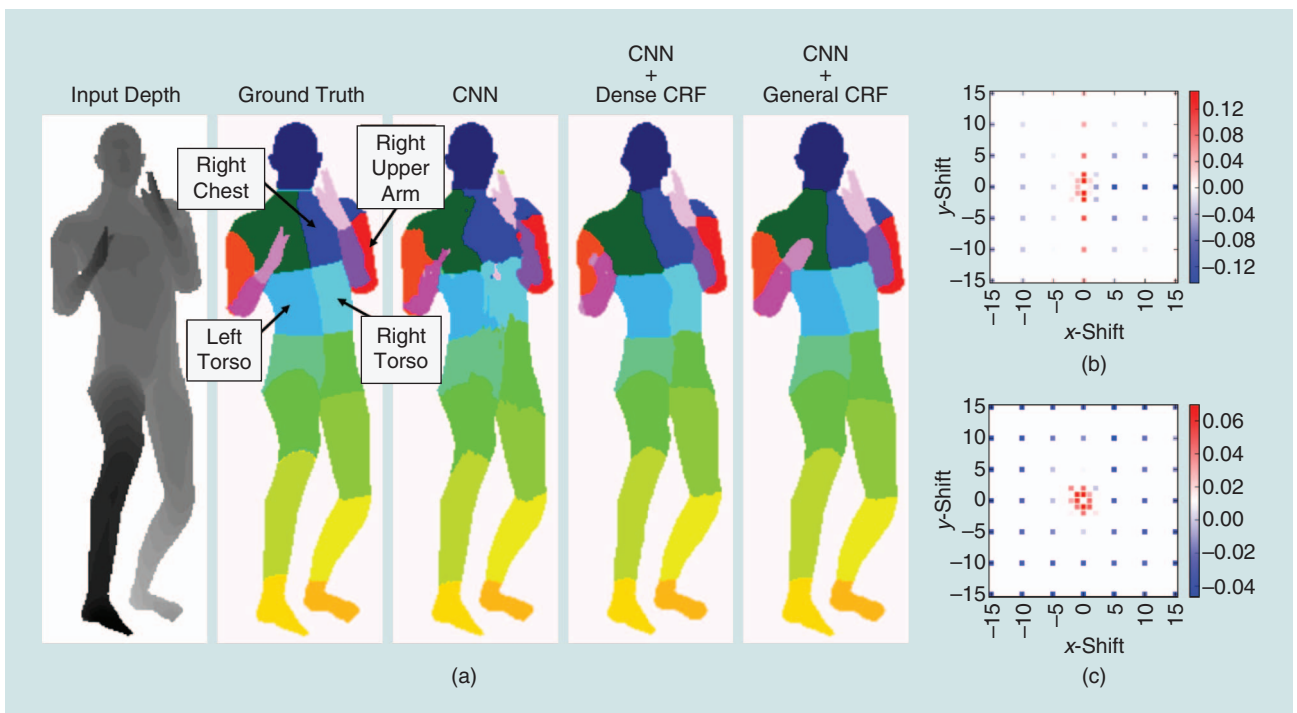 Input Depth
Ground Truth
CNN
CNN
+
Dense CRF
CNN
+
General CRF
Right
Chest
Right
Upper
Arm
Left
Torso
Right
Torso
(a)
15
10
5
0
−5
−10
−15
y-Shift
−15
−10
−5
0
5
10
15
x-Shift
0.12
0.08
0.04
0.00
−0.04
−0.08
−0.12
(b)
15
10
5
0
−5
−10
−15
y-Shift
−15
−10
−5
0
5
10
15
x-Shift
0.06
0.04
0.02
0.00
−0.02
−0.04
(c)